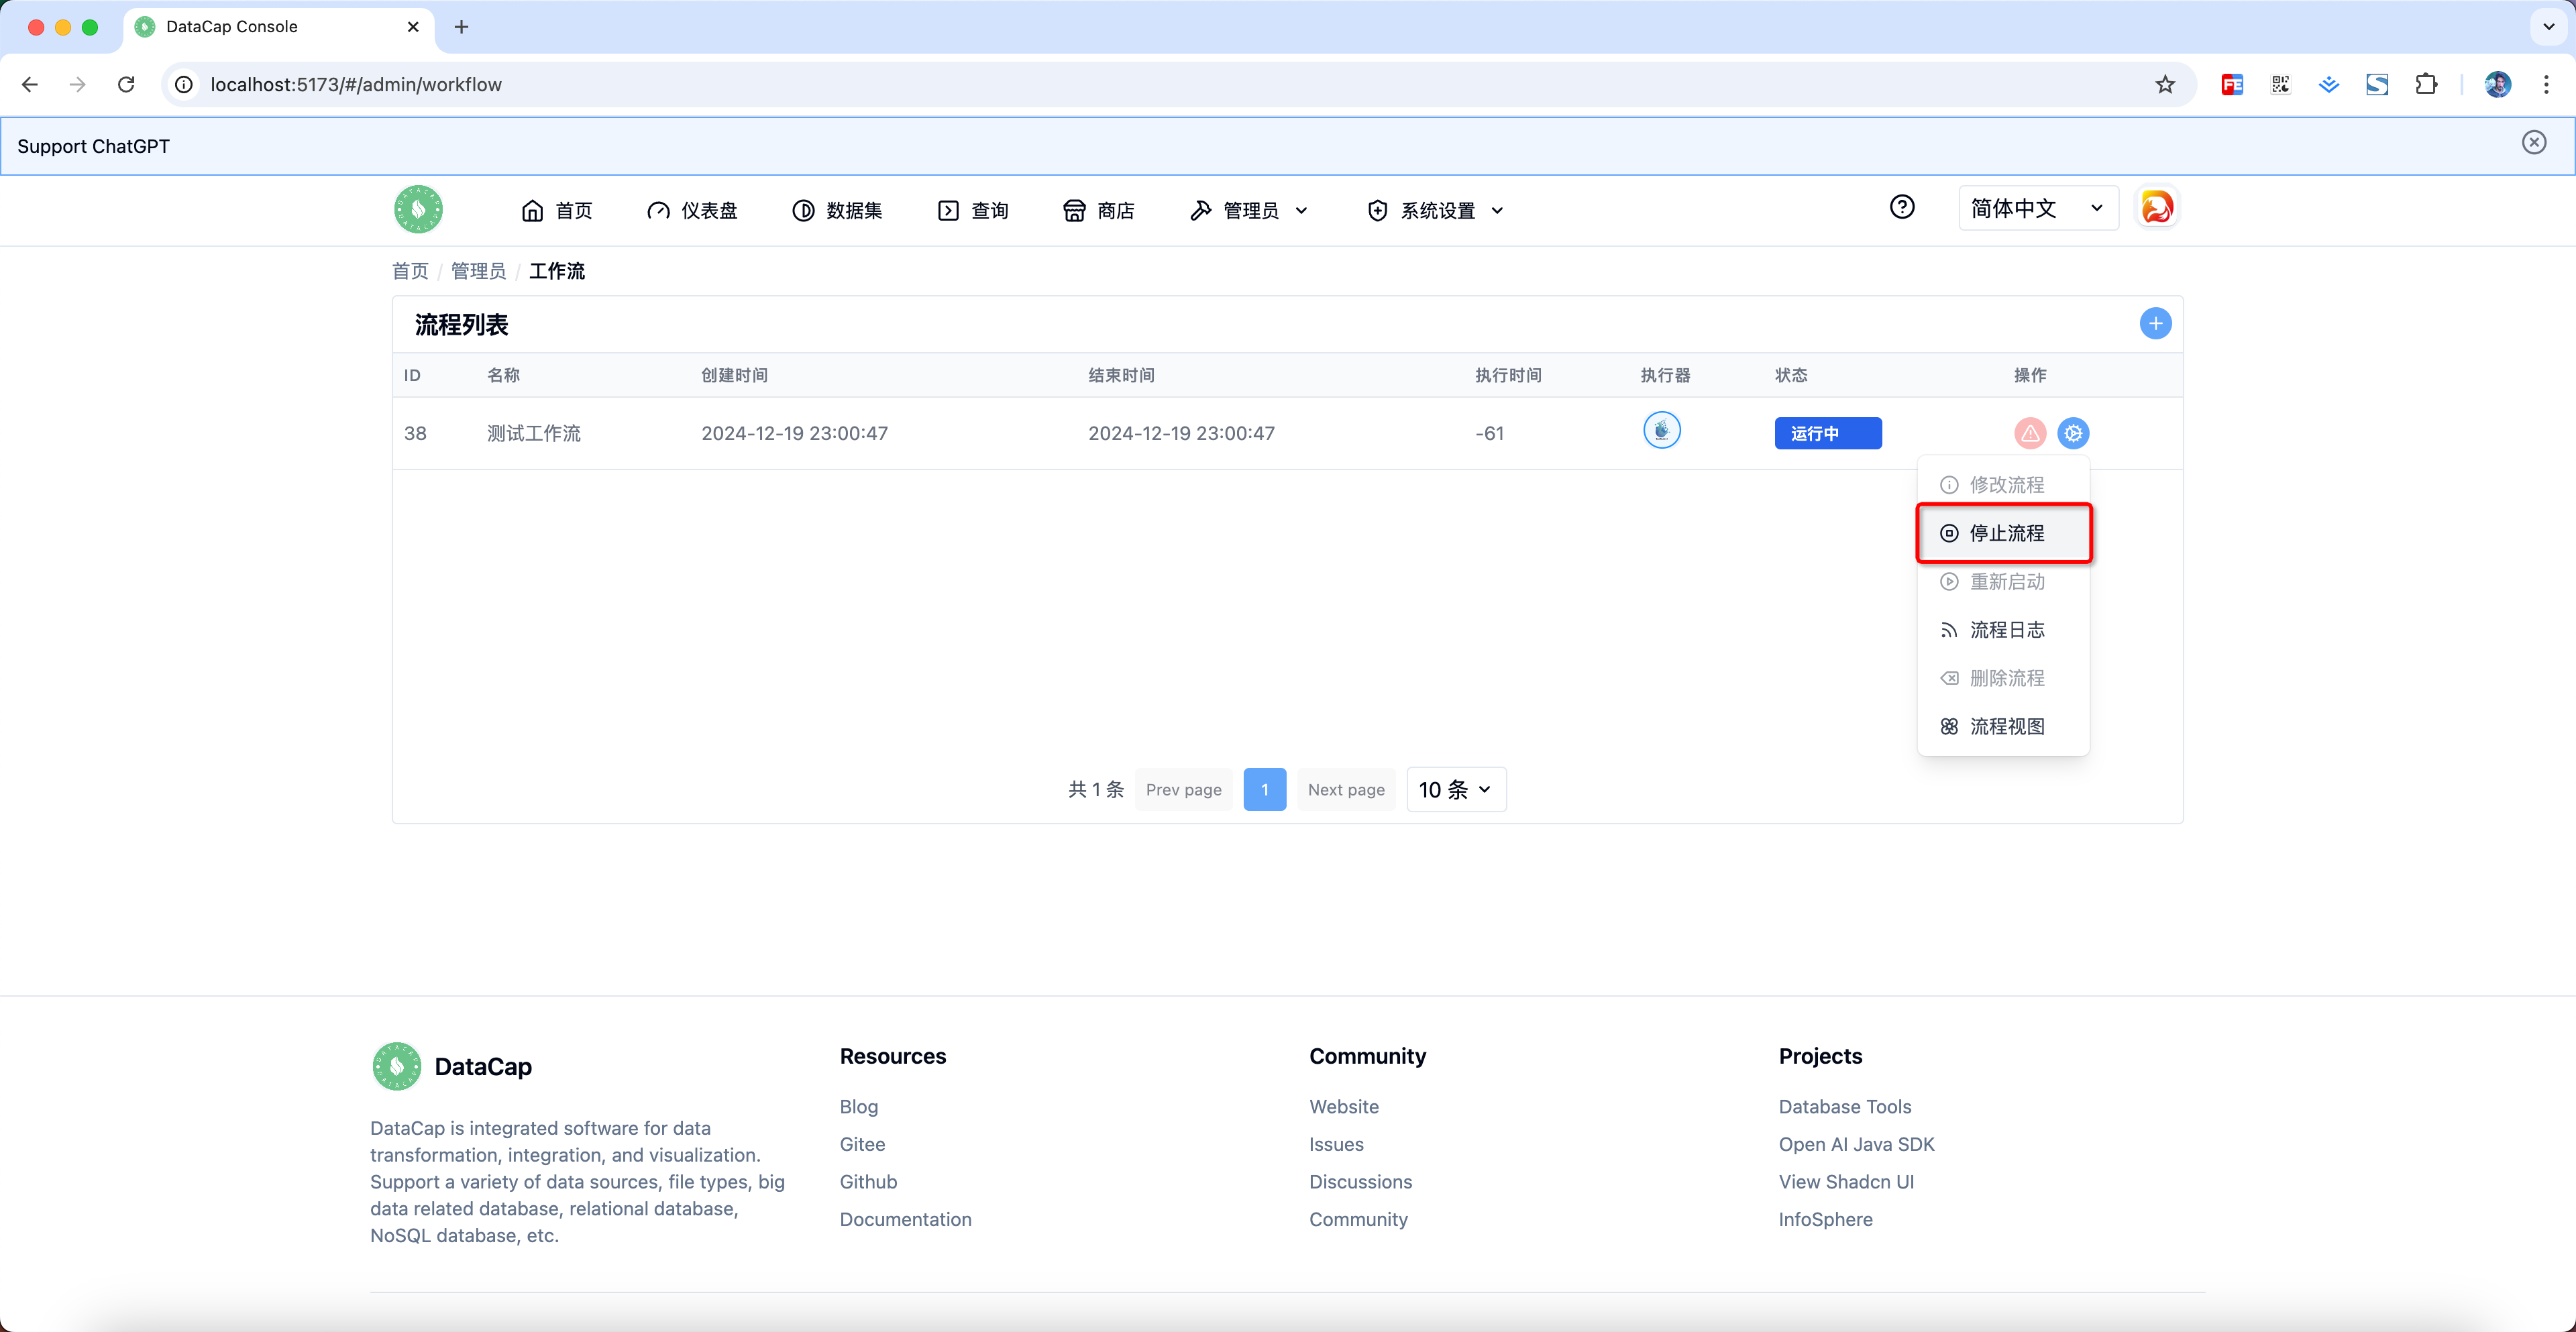 DataCap Console
localhost:5173/#/admin/workflow
Support ChatGPT
首页 仪表盘 数据集 查询 商店 管理员 系统设置 简体中文
首页 / 管理员 / 工作流
流程列表
ID 名称 创建时间 结束时间 执行时间 执行器 状态 操作
38 测试工作流 2024-12-19 23:00:47 2024-12-19 23:00:47 -61 运行中
修改流程
停止流程
重新启动
流程日志
删除流程
流程视图
共 1 条 Prev page 1 Next page 10 条
DataCap
DataCap is integrated software for data
transformation, integration, and visualization.
Support a variety of data sources, file types, big
data related database, relational database,
NoSQL database, etc.
Resources
Blog
Gitee
Github
Documentation
Community
Website
Issues
Discussions
Community
Projects
Database Tools
Open AI Java SDK
View Shadcn UI
InfoSphere